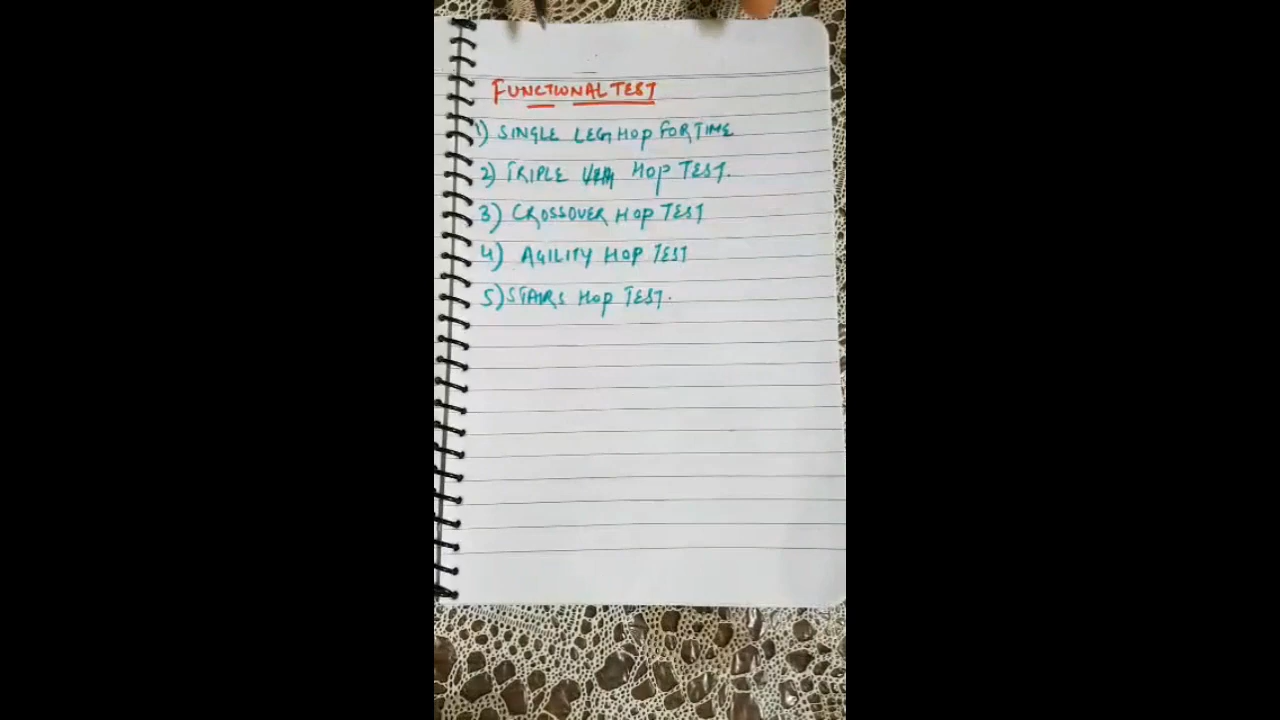 FUNCTIONAL TEST
1) SINGLE LEG HOP FOR TIME
2) TRIPLE HOP TEST.
3) CROSSOVER HOP TEST
4) AGILITY HOP TEST
5) STAIRS HOP TEST.